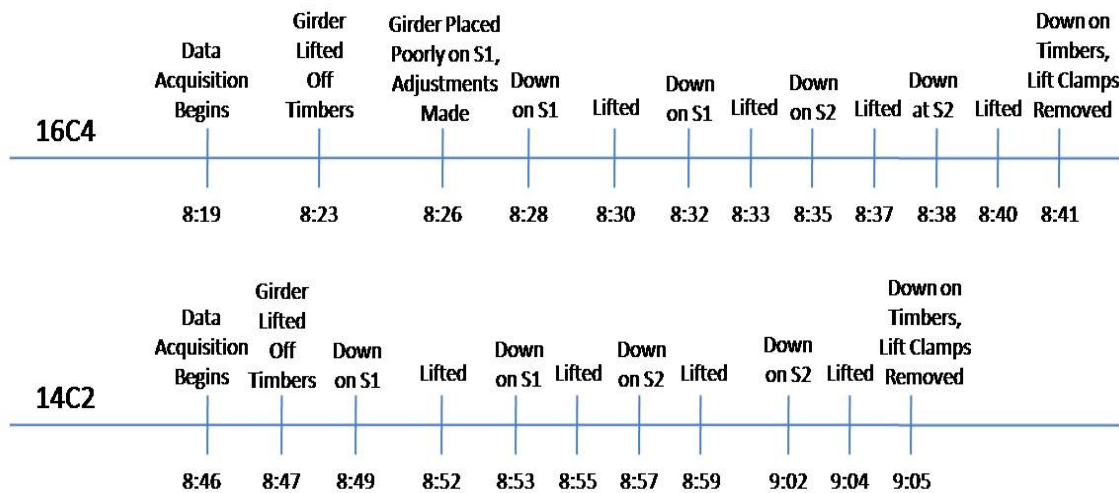 16C4
Data
Acquisition
Begins
8:19
Girder
Lifted
Off
Timbers
8:23
Girder Placed
Poorly on S1,
Adjustments
Made
8:26
Down
on S1
8:28
Lifted
8:30
Down
on S1
8:32
Lifted
8:33
Down
on S2
8:35
Lifted
8:37
Down
at S2
8:38
Lifted
8:40
Down on
Timbers,
Lift Clamps
Removed
8:41
14C2
Data
Acquisition
Begins
8:46
Girder
Lifted
Off
Timbers
8:47
Down
on S1
8:49
Lifted
8:52
Down
on S1
8:53
Lifted
8:55
Down
on S2
8:57
Lifted
8:59
Down
on S2
9:02
Lifted
9:04
Down on
Timbers,
Lift Clamps
Removed
9:05